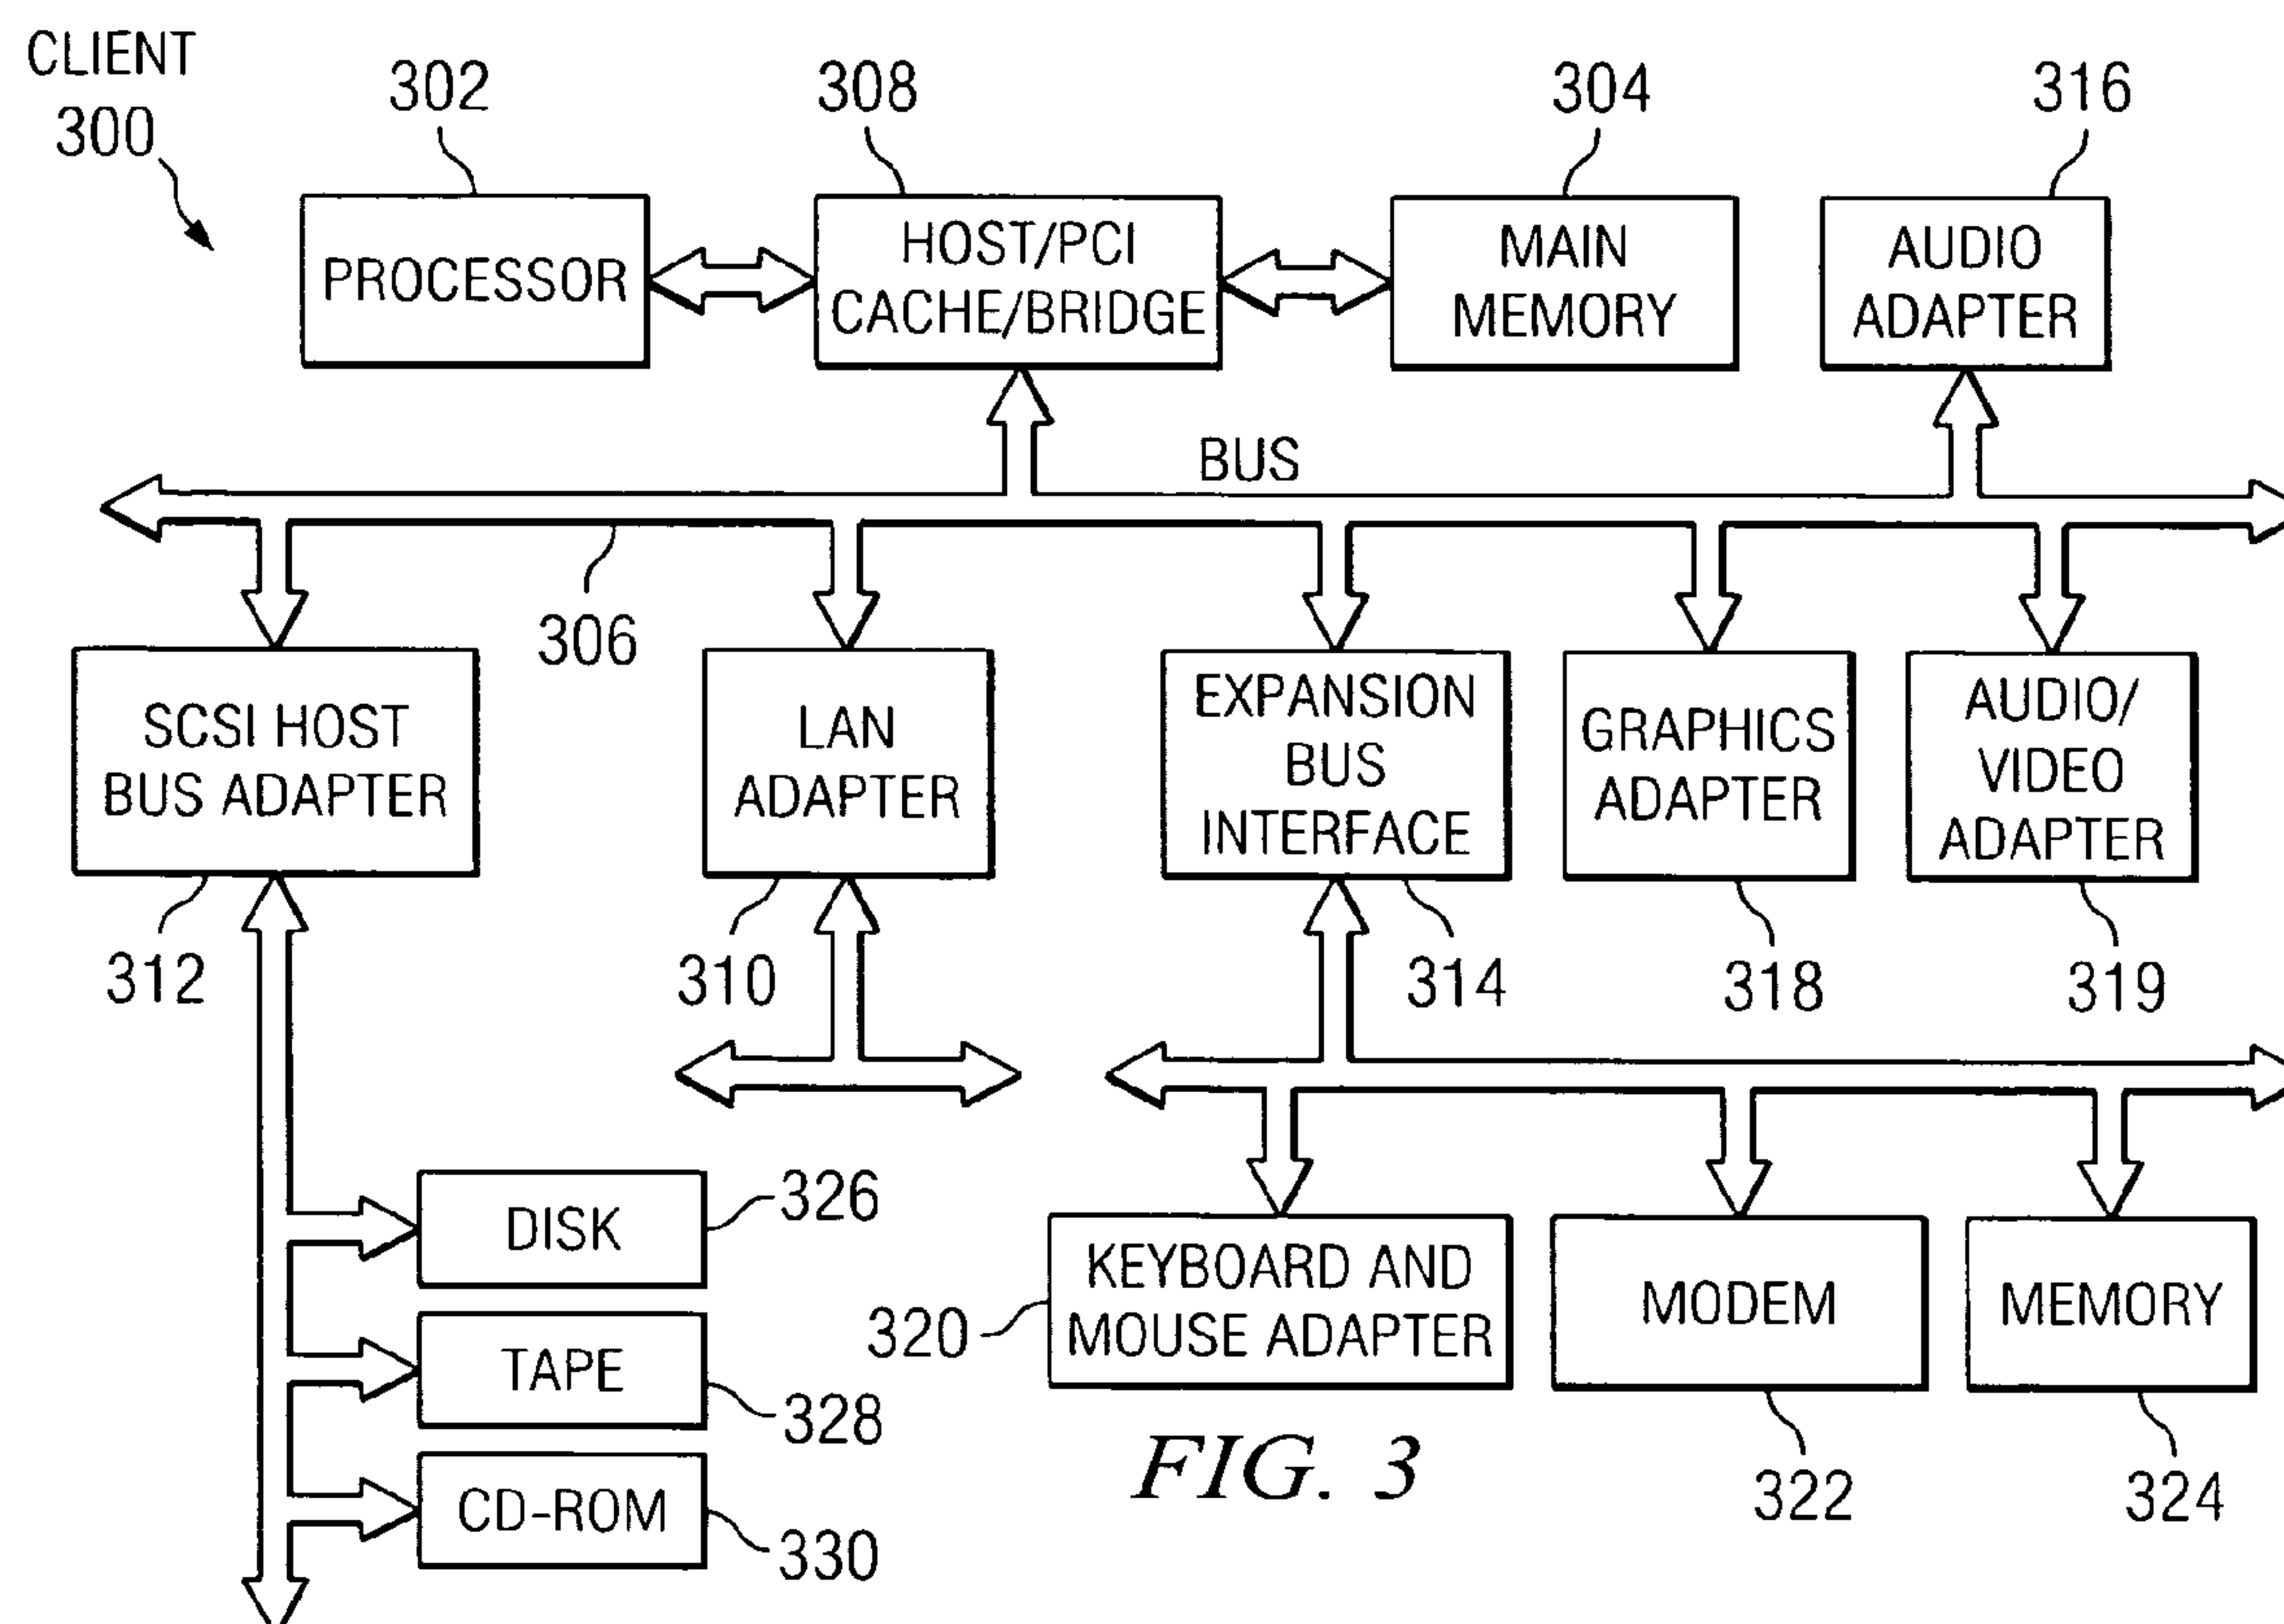 CLIENT
300
302
308
304
316
PROCESSOR
HOST/PCI
CACHE/BRIDGE
MAIN
MEMORY
AUDIO
ADAPTER
BUS
306
SCSI HOST
BUS ADAPTER
LAN
ADAPTER
EXPANSION
BUS
INTERFACE
GRAPHICS
ADAPTER
AUDIO/
VIDEO
ADAPTER
312
310
314
318
319
DISK
326
TAPE
328
CD-ROM
330
320
KEYBOARD AND
MOUSE ADAPTER
MODEM
MEMORY
322
324
FIG. 3